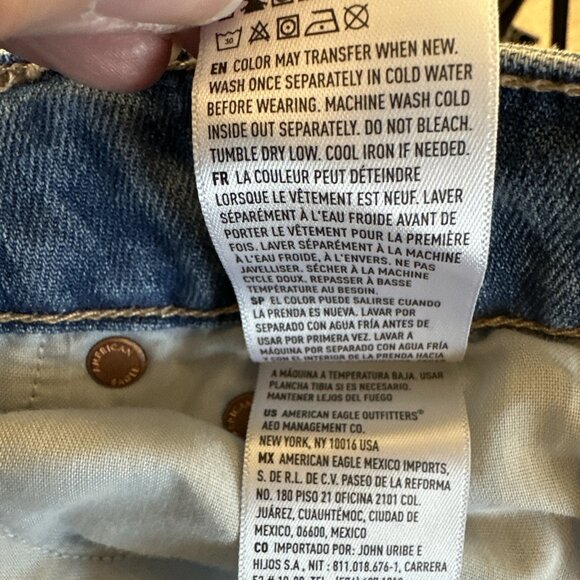 30
EN COLOR MAY TRANSFER WHEN NEW.
WASH ONCE SEPARATELY IN COLD WATER
BEFORE WEARING. MACHINE WASH COLD
INSIDE OUT SEPARATELY. DO NOT BLEACH.
TUMBLE DRY LOW. COOL IRON IF NEEDED.
FR LA COULEUR PEUT DÉTEINDRE
LORSQUE LE VÊTEMENT EST NEUF. LAVER
SÉPARÉMENT À L'EAU FROIDE AVANT DE
PORTER LE VÊTEMENT POUR LA PREMIÈRE
FOIS. LAVER SÉPARÉMENT À LA MACHINE
À L'EAU FROIDE, À L'ENVERS. NE PAS
JAVELLISER. SÉCHER À LA MACHINE
CYCLE DOUX. REPASSER À BASSE
TEMPÉRATURE AU BESOIN.
SP EL COLOR PUEDE SALIRSE CUANDO
LA PRENDA ES NUEVA. LAVAR POR
SEPARADO CON AGUA FRÍA ANTES DE
USAR POR PRIMERA VEZ. LAVAR A
MÁQUINA POR SEPARADO CON AGUA FRÍA
Y CON EL INTERIOR DE LA PRENDA HACIA
A MÁQUINA A TEMPERATURA BAJA. USAR
PLANCHA TIBIA SI ES NECESARIO.
MANTENER LEJOS DEL FUEGO
US AMERICAN EAGLE OUTFITTERS®
AEO MANAGEMENT CO.
NEW YORK, NY 10016 USA
MX AMERICAN EAGLE MEXICO IMPORTS,
S. DE R.L. DE C.V. PASEO DE LA REFORMA
NO. 180 PISO 21 OFICINA 2101 COL.
JUÁREZ, CUAUHTÉMOC, CIUDAD DE
MEXICO, 06600, MEXICO
CO IMPORTADO POR: JOHN URIBE E
HIJOS S.A , NIT : 811.018.676-1, CARRERA
AMERICAN
EAGLE